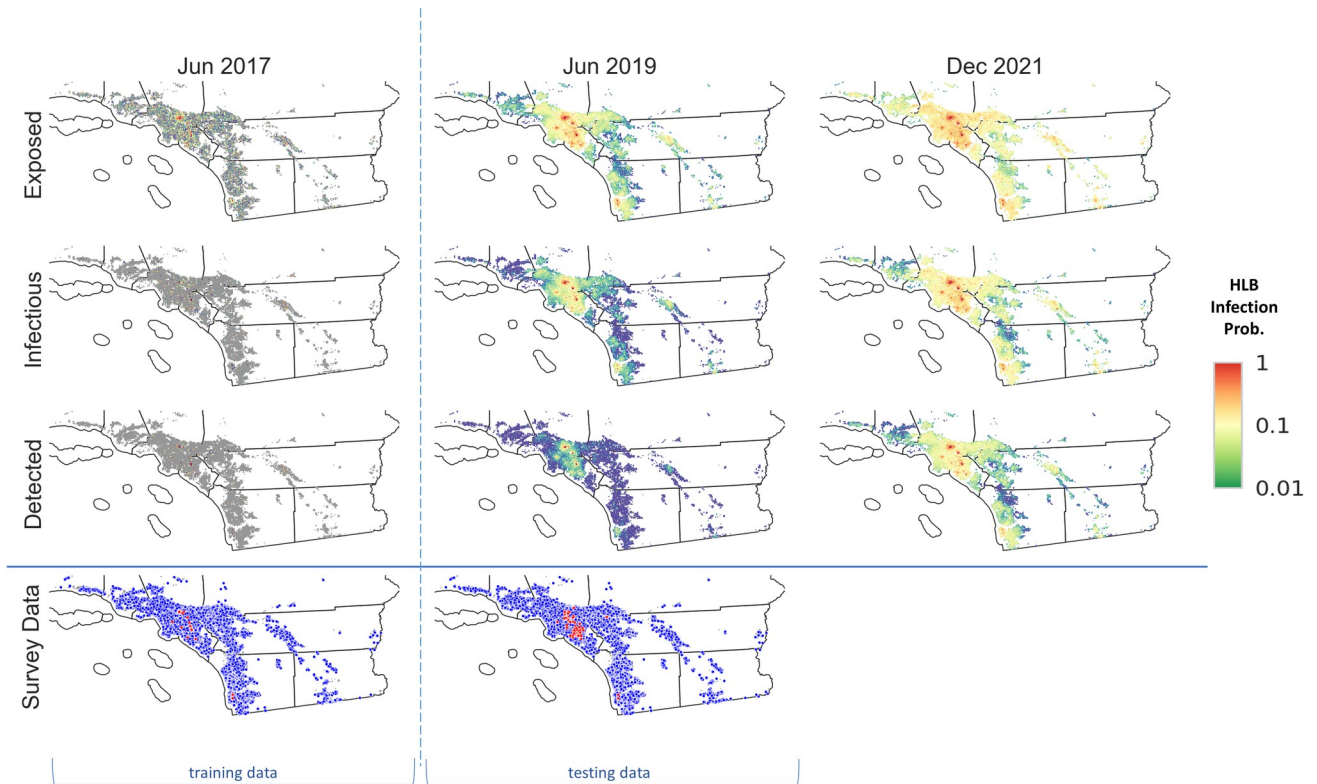 Jun 2017
Jun 2019
Dec 2021
Exposed
Infectious
Detected
Survey Data
HLB
Infection
Prob.
1
0.1
0.01
training data
testing data